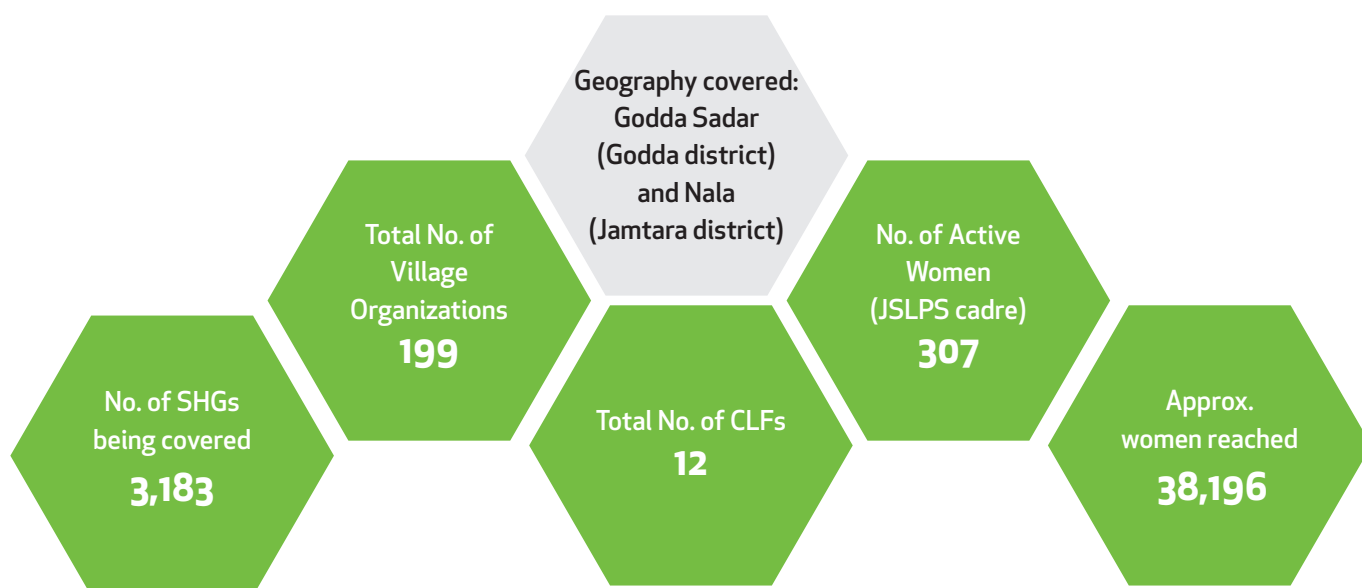 Geography covered:
Godda Sadar
(Godda district)
and Nala
(Jamtara district)
Total No. of
Village
Organizations
199
No. of Active
Women
(JSLPS cadre)
307
No. of SHGs
being covered
3,183
Total No. of CLFs
12
Approx.
women reached
38,196